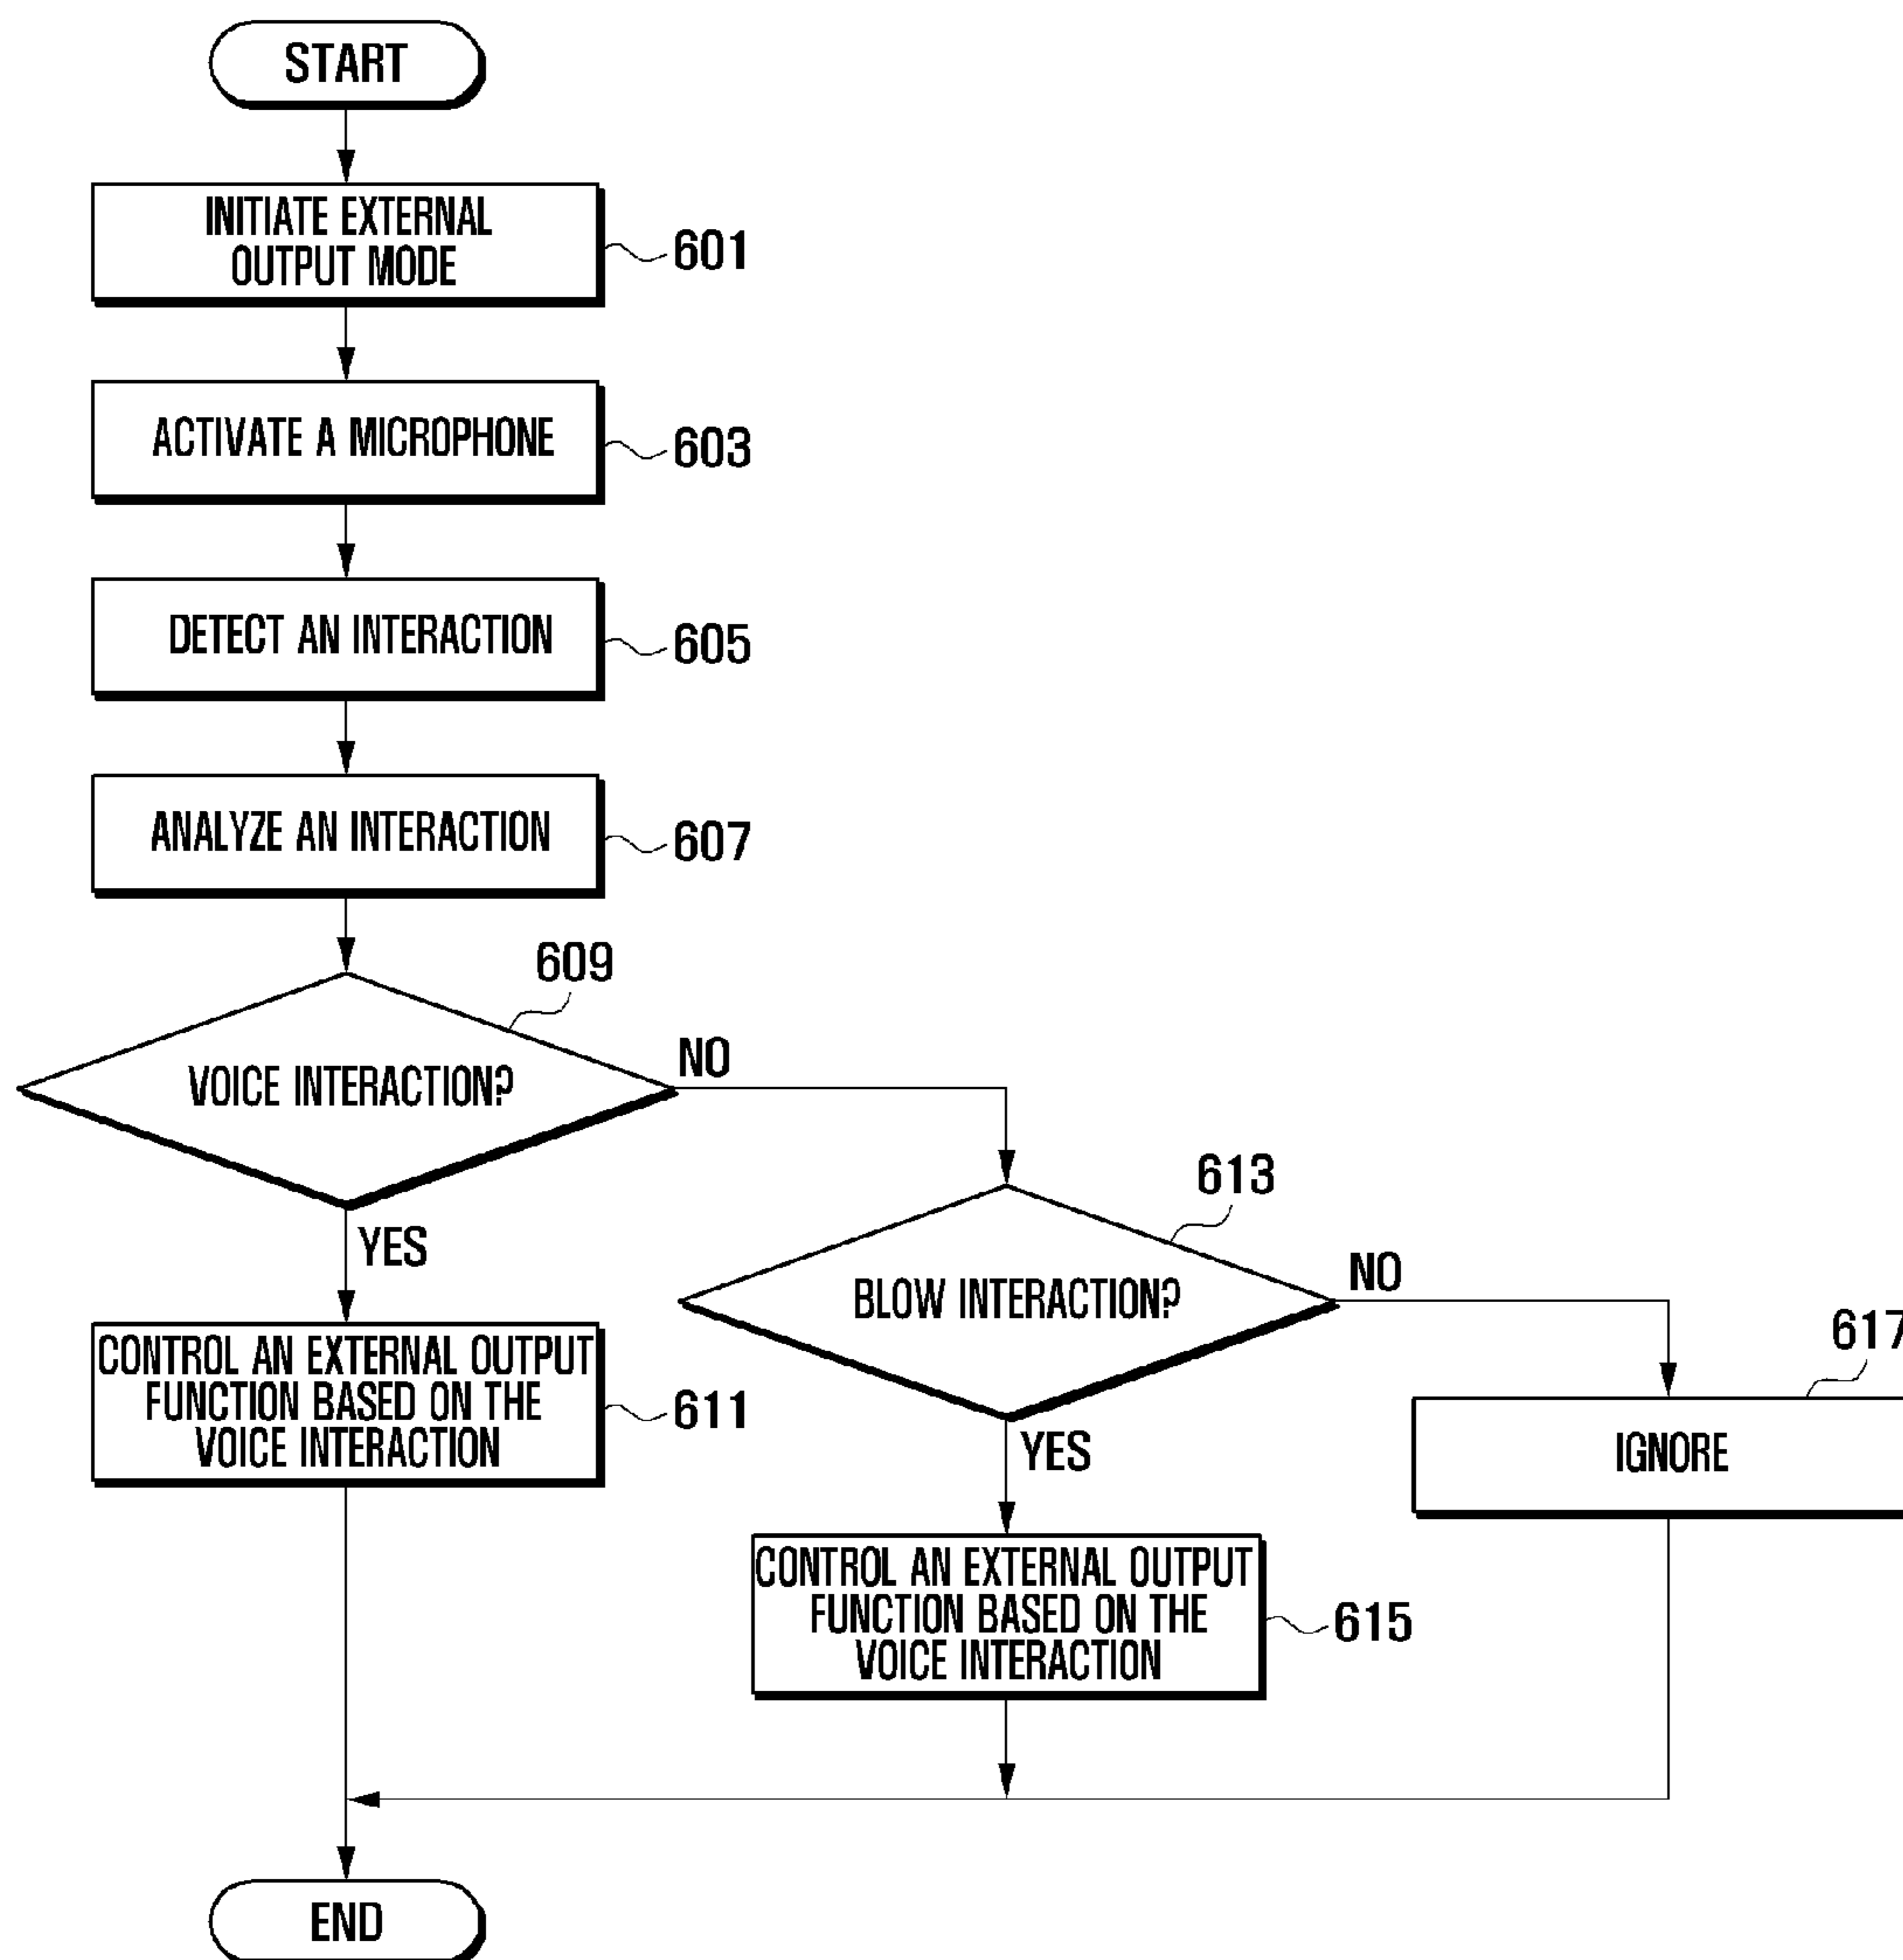 START
INITIATE EXTERNAL
OUTPUT MODE
601
ACTIVATE A MICROPHONE
603
DETECT AN INTERACTION
605
ANALYZE AN INTERACTION
607
609
VOICE INTERACTION?
NO
YES
613
BLOW INTERACTION?
NO
YES
617
IGNORE
CONTROL AN EXTERNAL OUTPUT
FUNCTION BASED ON THE
VOICE INTERACTION
611
CONTROL AN EXTERNAL OUTPUT
FUNCTION BASED ON THE
VOICE INTERACTION
615
END